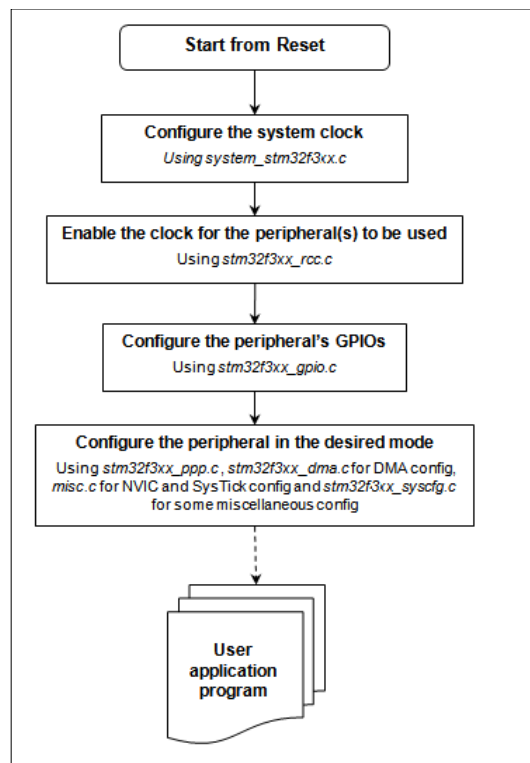 Start from Reset
Configure the system clock
Using system_stm32f3xx.c
Enable the clock for the peripheral(s) to be used
Using stm32f3xx_rcc.c
Configure the peripheral's GPIOs
Using stm32f3xx_gpio.c
Configure the peripheral in the desired mode
Using stm32f3xx_ppp.c, stm32f3xx_dma.c for DMA config,
misc.c for NVIC and SysTick config and stm32f3xx_syscfg.c
for some miscellaneous config
User
application
program